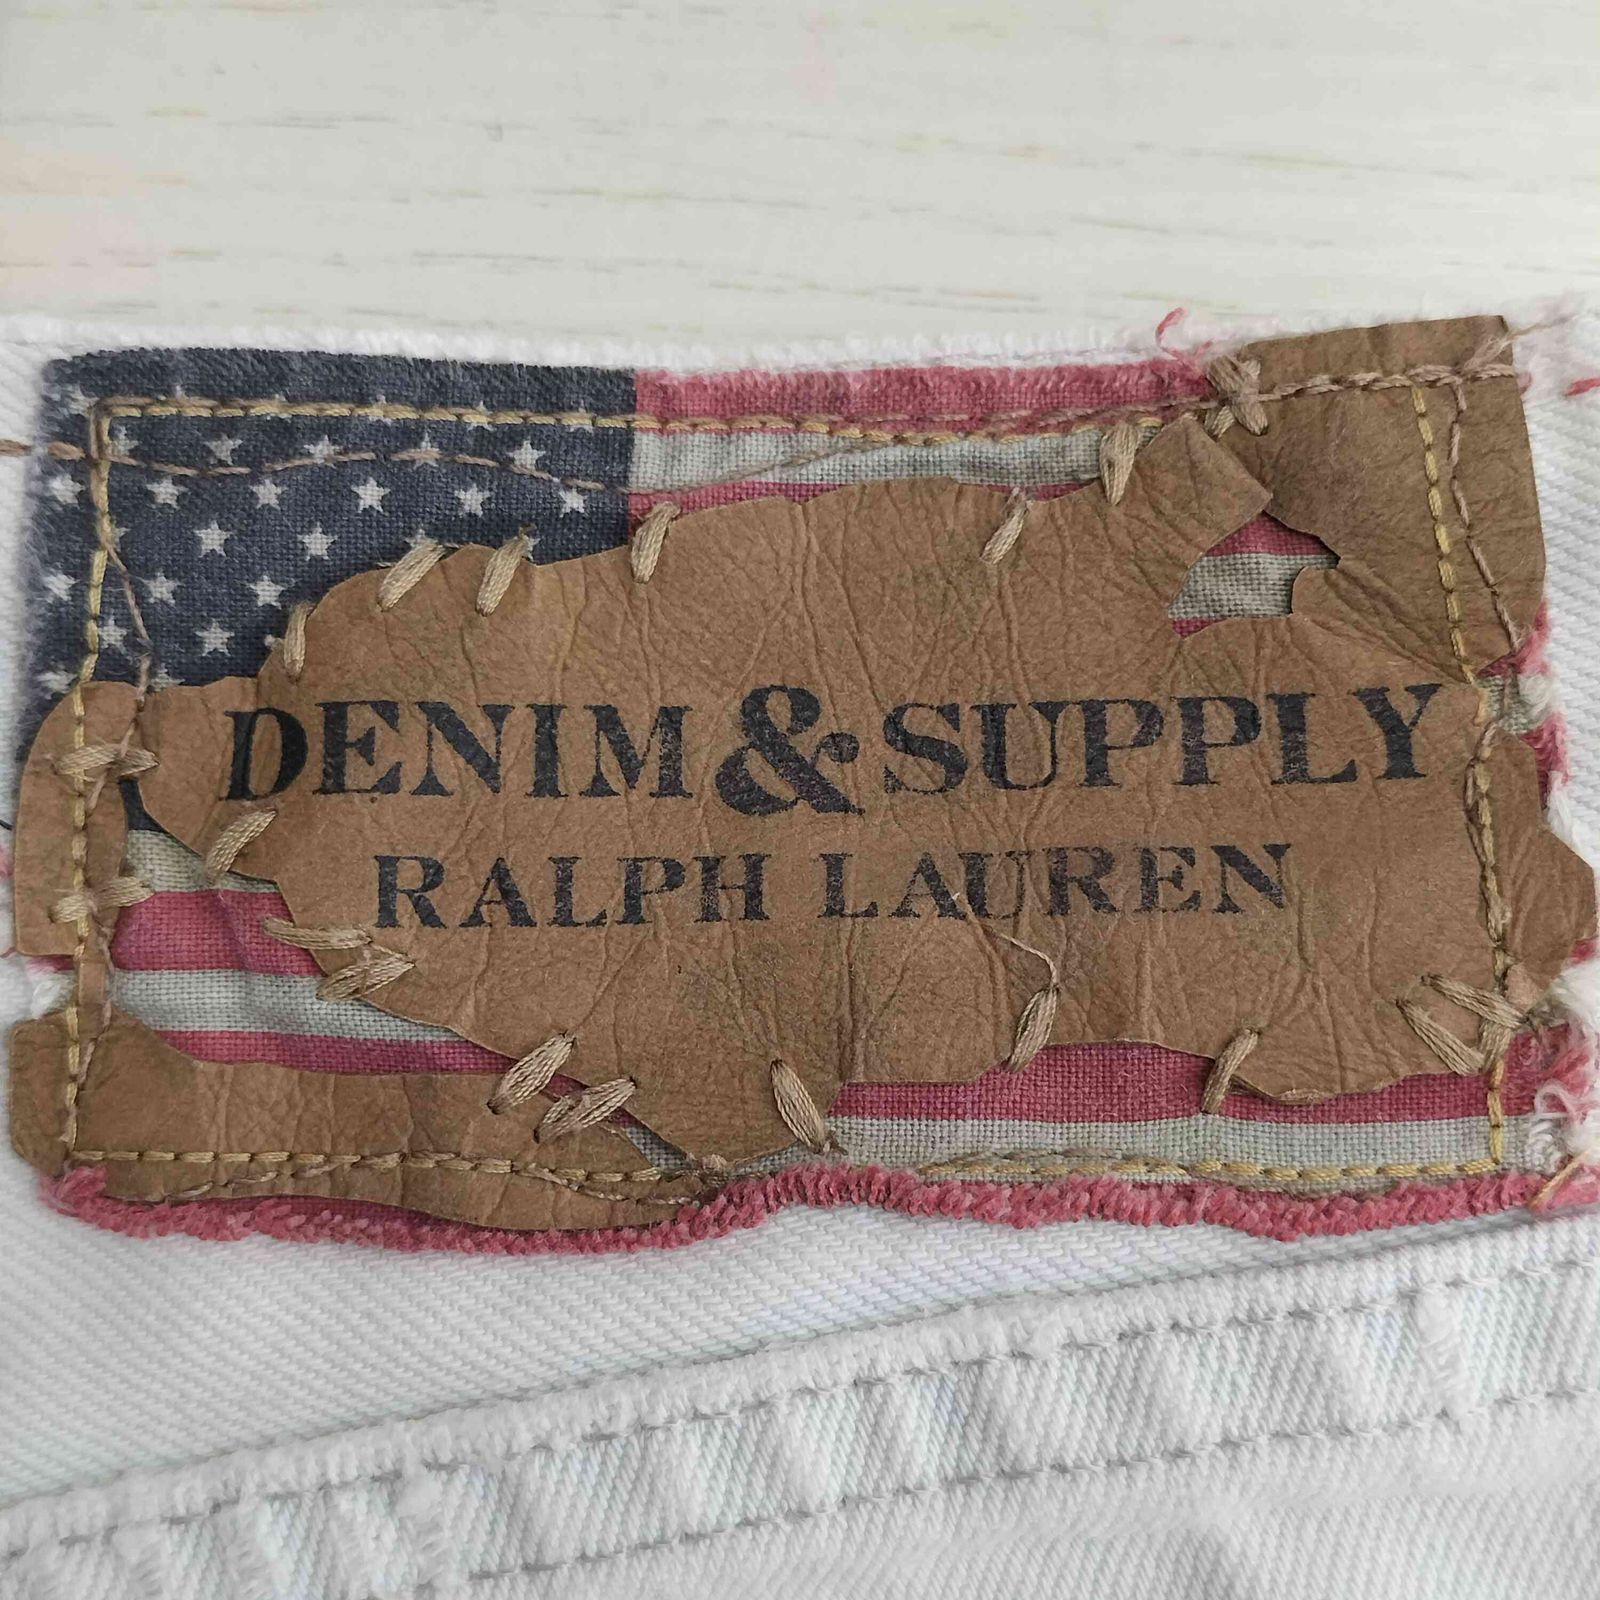 DENIM & SUPPLY
RALPH LAUREN